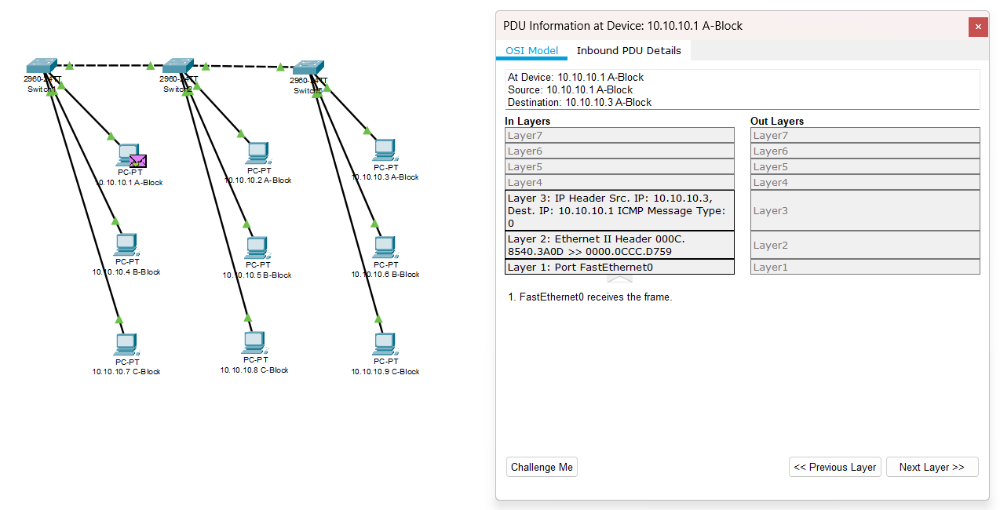 2960-24TT
Switch1
2960-24TT
Switch2
2960-24TT
PC-PT
10.10.10.1 A-Block
PC-PT
10.10.10.2 A-Block
PC-PT
10.10.10.3 A-Block
PC-PT
10.10.10.4 B-Block
PC-PT
10.10.10.5 B-Block
PC-PT
10.10.10.6 B-Block
PC-PT
10.10.10.7 C-Block
PC-PT
10.10.10.8 C-Block
PC-PT
10.10.10.9 C-Block
PDU Information at Device: 10.10.10.1 A-Block
OSI Model Inbound PDU Details
At Device: 10.10.10.1 A-Block
Source: 10.10.10.1 A-Block
Destination: 10.10.10.3 A-Block
In Layers Out Layers
Layer7 Layer7
Layer6 Layer6
Layer5 Layer5
Layer4 Layer4
Layer 3: IP Header Src. IP: 10.10.10.3,
Dest. IP: 10.10.10.1 ICMP Message Type:
0
Layer3
Layer 2: Ethernet II Header 000C.
8540.3A0D >> 0000.0CCC.D759
Layer2
Layer 1: Port FastEthernet0 Layer1
1. FastEthernet0 receives the frame.
Challenge Me << Previous Layer Next Layer >>